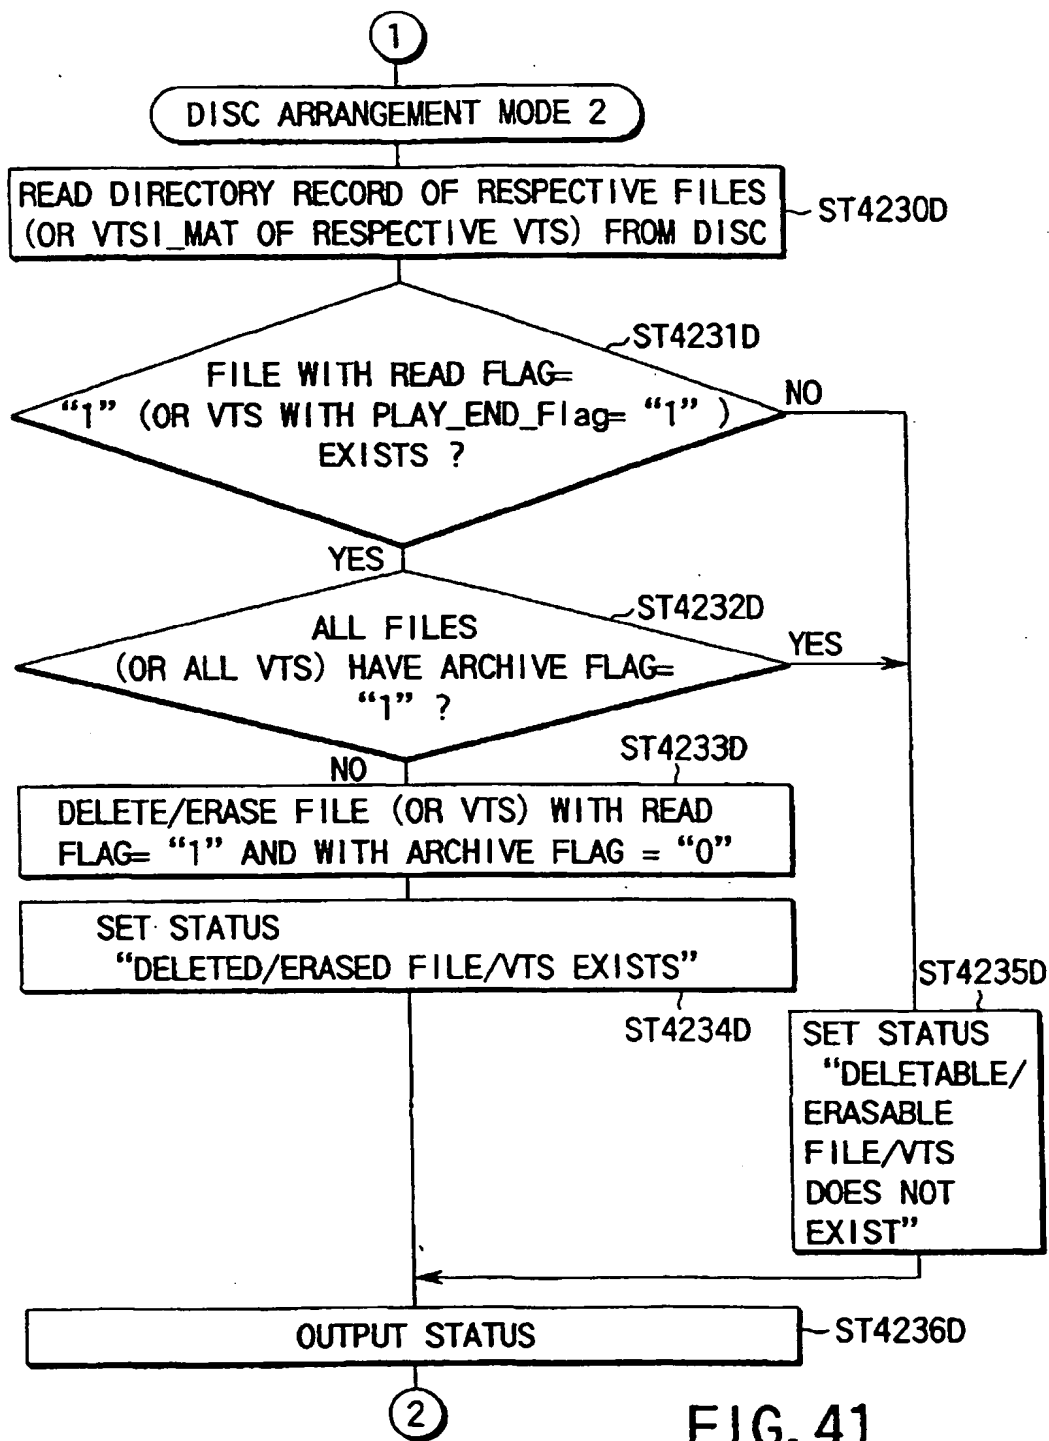 1
DISC ARRANGEMENT MODE 2
READ DIRECTORY RECORD OF RESPECTIVE FILES
(OR VTSI_MAT OF RESPECTIVE VTS) FROM DISC
ST4230D
ST4231D
FILE WITH READ FLAG=
“1” (OR VTS WITH PLAY_END_Flag= “1” )
EXISTS ?
NO
YES
ST4232D
ALL FILES
(OR ALL VTS) HAVE ARCHIVE FLAG=
“1” ?
YES
NO
ST4233D
DELETE/ERASE FILE (OR VTS) WITH READ
FLAG= “1” AND WITH ARCHIVE FLAG = “0”
SET STATUS
“DELETED/ERASED FILE/VTS EXISTS”
ST4234D
ST4235D
SET STATUS
“DELETABLE/
ERASABLE
FILE/VTS
DOES NOT
EXIST”
OUTPUT STATUS
ST4236D
2
FIG. 41